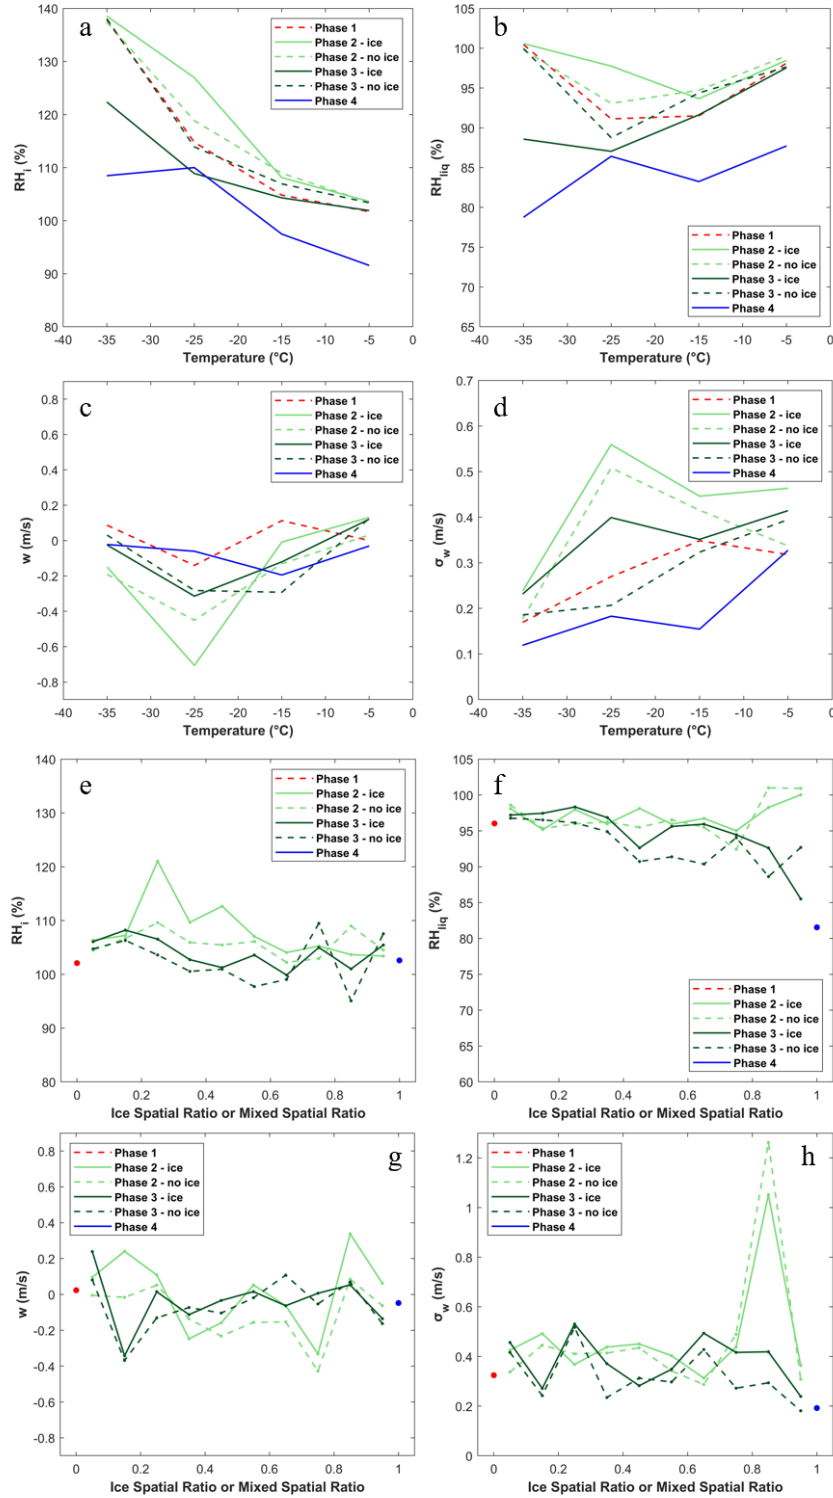 a
140
130
120
110
100
90
80
RHi (%)
-40 -35 -30 -25 -20 -15 -10 -5 0
Temperature (°C)
Phase 1
Phase 2 - ice
Phase 2 - no ice
Phase 3 - ice
Phase 3 - no ice
Phase 4
b
105
100
95
90
85
80
75
70
65
RHliq (%)
-40 -35 -30 -25 -20 -15 -10 -5 0
Temperature (°C)
Phase 1
Phase 2 - ice
Phase 2 - no ice
Phase 3 - ice
Phase 3 - no ice
Phase 4
c
0.8
0.6
0.4
0.2
0
-0.2
-0.4
-0.6
-0.8
w (m/s)
-40 -35 -30 -25 -20 -15 -10 -5 0
Temperature (°C)
Phase 1
Phase 2 - ice
Phase 2 - no ice
Phase 3 - ice
Phase 3 - no ice
Phase 4
d
0.7
0.6
0.5
0.4
0.3
0.2
0.1
0
σw (m/s)
-40 -35 -30 -25 -20 -15 -10 -5 0
Temperature (°C)
Phase 1
Phase 2 - ice
Phase 2 - no ice
Phase 3 - ice
Phase 3 - no ice
Phase 4
e
140
130
120
110
100
90
80
RHi (%)
0 0.2 0.4 0.6 0.8 1
Ice Spatial Ratio or Mixed Spatial Ratio
Phase 1
Phase 2 - ice
Phase 2 - no ice
Phase 3 - ice
Phase 3 - no ice
Phase 4
f
105
100
95
90
85
80
75
70
65
60
RHliq (%)
0 0.2 0.4 0.6 0.8 1
Ice Spatial Ratio or Mixed Spatial Ratio
Phase 1
Phase 2 - ice
Phase 2 - no ice
Phase 3 - ice
Phase 3 - no ice
Phase 4
g
0.8
0.6
0.4
0.2
0
-0.2
-0.4
-0.6
-0.8
w (m/s)
0 0.2 0.4 0.6 0.8 1
Ice Spatial Ratio or Mixed Spatial Ratio
Phase 1
Phase 2 - ice
Phase 2 - no ice
Phase 3 - ice
Phase 3 - no ice
Phase 4
h
1.2
1
0.8
0.6
0.4
0.2
0
σw (m/s)
0 0.2 0.4 0.6 0.8 1
Ice Spatial Ratio or Mixed Spatial Ratio
Phase 1
Phase 2 - ice
Phase 2 - no ice
Phase 3 - ice
Phase 3 - no ice
Phase 4